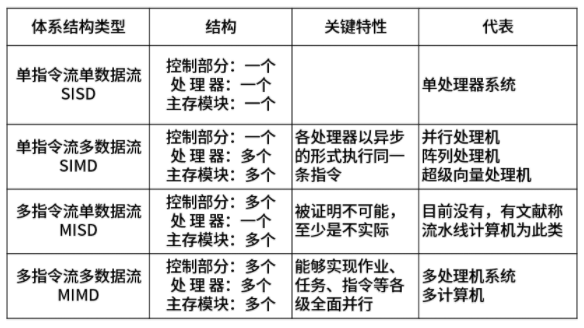 体系结构类型 结构 关键特性 代表
单指令流单数据流
SISD
控制部分：一个
处 理 器：一个
主存模块：一个
单处理器系统
单指令流多数据流
SIMD
控制部分：一个
处 理 器：多个
主存模块：多个
各处理器以异步
的形式执行同一
条指令
并行处理机
阵列处理机
超级向量处理机
多指令流单数据流
MISD
控制部分：多个
处 理 器：一个
主存模块：多个
被证明不可能，
至少是不实际
目前没有，有文献称
流水线计算机为此类
多指令流多数据流
MIMD
控制部分：多个
处 理 器：多个
主存模块：多个
能够实现作业、
任务、指令等各
级全面并行
多处理机系统
多计算机